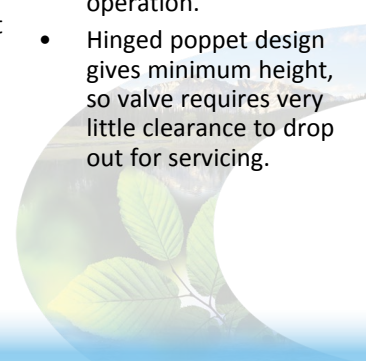 operation.
• Hinged poppet design
gives minimum height,
so valve requires very
little clearance to drop
out for servicing.